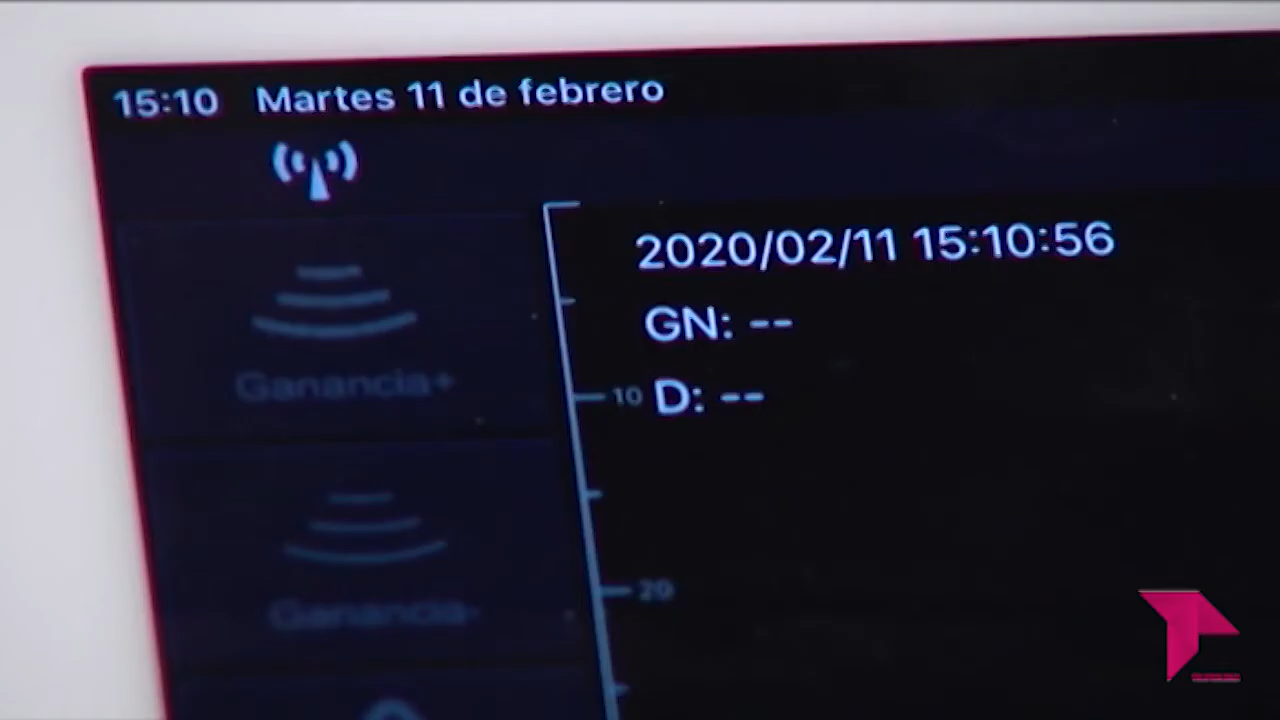 15:10 Martes 11 de febrero
2020/02/11 15:10:56
GN: --
Ganancia+
10
D: --
20
Ganancia-